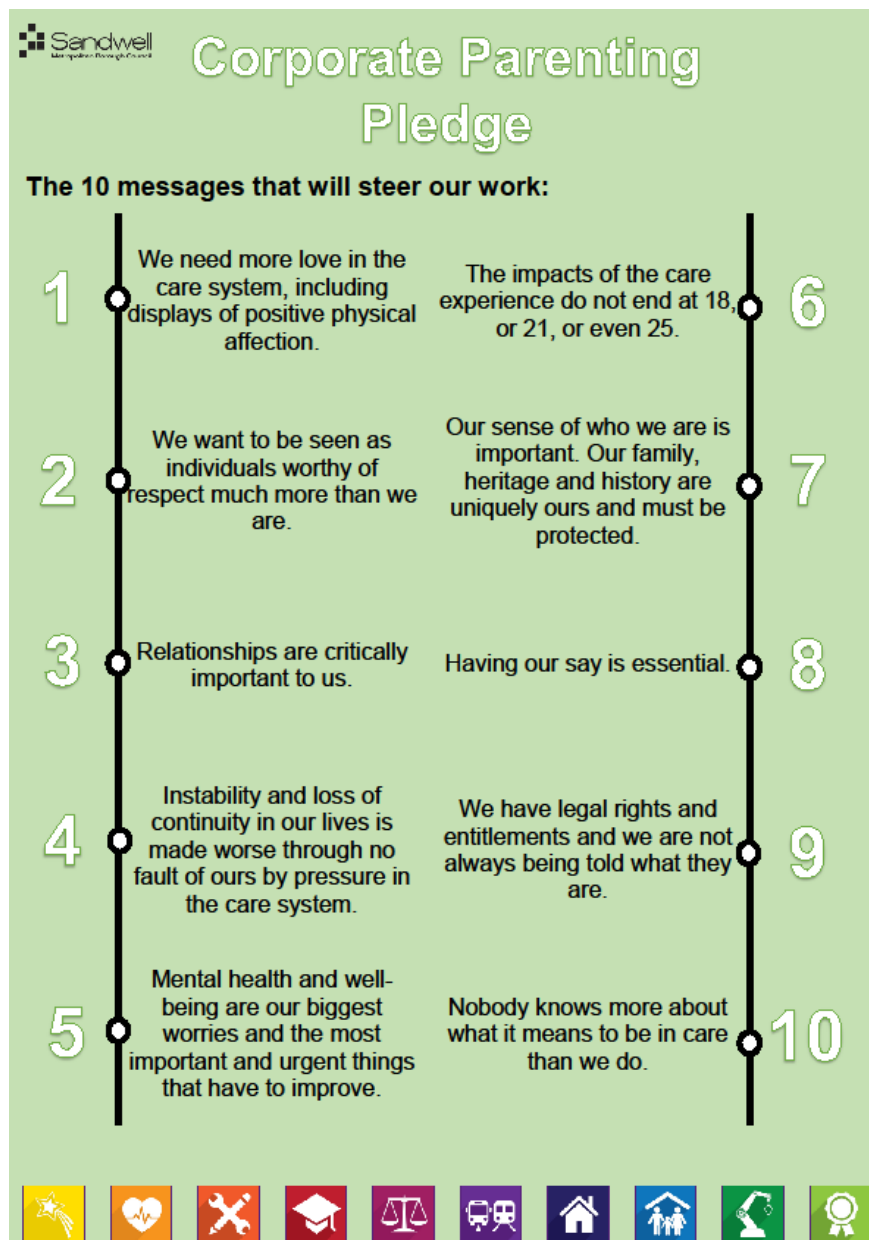 Sandwell
Metropolitan Borough Council
Corporate Parenting
Pledge
The 10 messages that will steer our work:
1
We need more love in the
care system, including
displays of positive physical
affection.
2
We want to be seen as
individuals worthy of
respect much more than we
are.
3
Relationships are critically
important to us.
4
Instability and loss of
continuity in our lives is
made worse through no
fault of ours by pressure in
the care system.
5
Mental health and well-
being are our biggest
worries and the most
important and urgent things
that have to improve.
The impacts of the care
experience do not end at 18,
or 21, or even 25.
6
Our sense of who we are is
important. Our family,
heritage and history are
uniquely ours and must be
protected.
7
Having our say is essential.
8
We have legal rights and
entitlements and we are not
always being told what they
are.
9
Nobody knows more about
what it means to be in care
than we do.
10